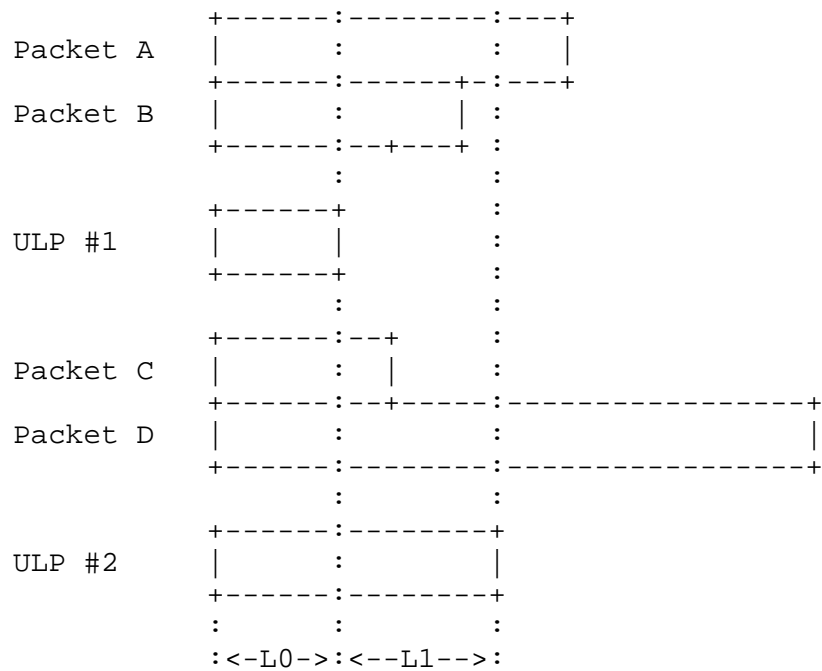 +------:--------:---+
Packet A | : : |
+------:------+-:---+
Packet B | : | :
+------:--+---+ :
: :
+------+ :
ULP #1 | | :
+------+ :
: :
+------:--+ :
Packet C | : | :
+------:--+-----:-----------------+
Packet D | : : |
+------:--------:-----------------+
: :
+------:--------+
ULP #2 | : |
+------:--------+
: : :
:<-L0->:<--L1-->: